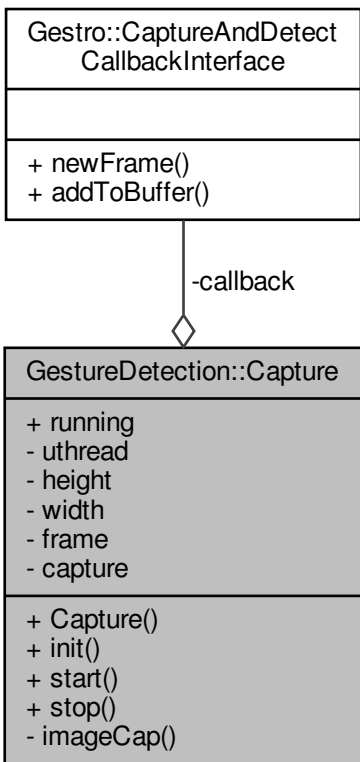 Gestro::CaptureAndDetect
CallbackInterface
+ newFrame()
+ addToBuffer()
-callback
GestureDetection::Capture
+ running
- uthread
- height
- width
- frame
- capture
+ Capture()
+ init()
+ start()
+ stop()
- imageCap()